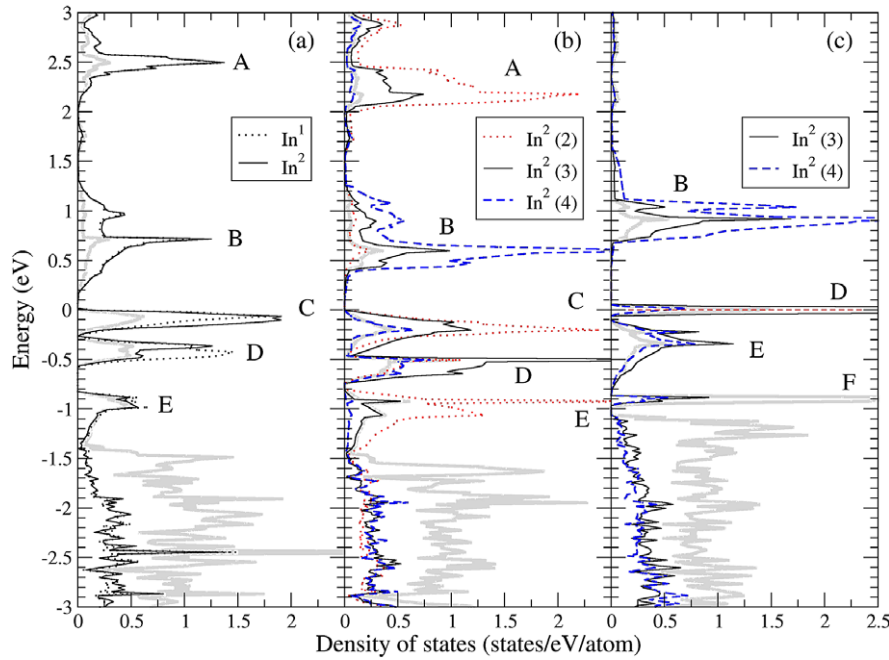 3
2.5
2
1.5
1
0.5
0
-0.5
-1
-1.5
-2
-2.5
-3
Energy (eV)
(a)
A
In¹
In²
B
C
D
E
0 0.5 1 1.5 2
(b)
A
In² (2)
In² (3)
In² (4)
B
C
D
E
0 0.5 1 1.5 2
(c)
In² (3)
In² (4)
B
D
E
F
0 0.5 1 1.5 2 2.5
Density of states (states/eV/atom)